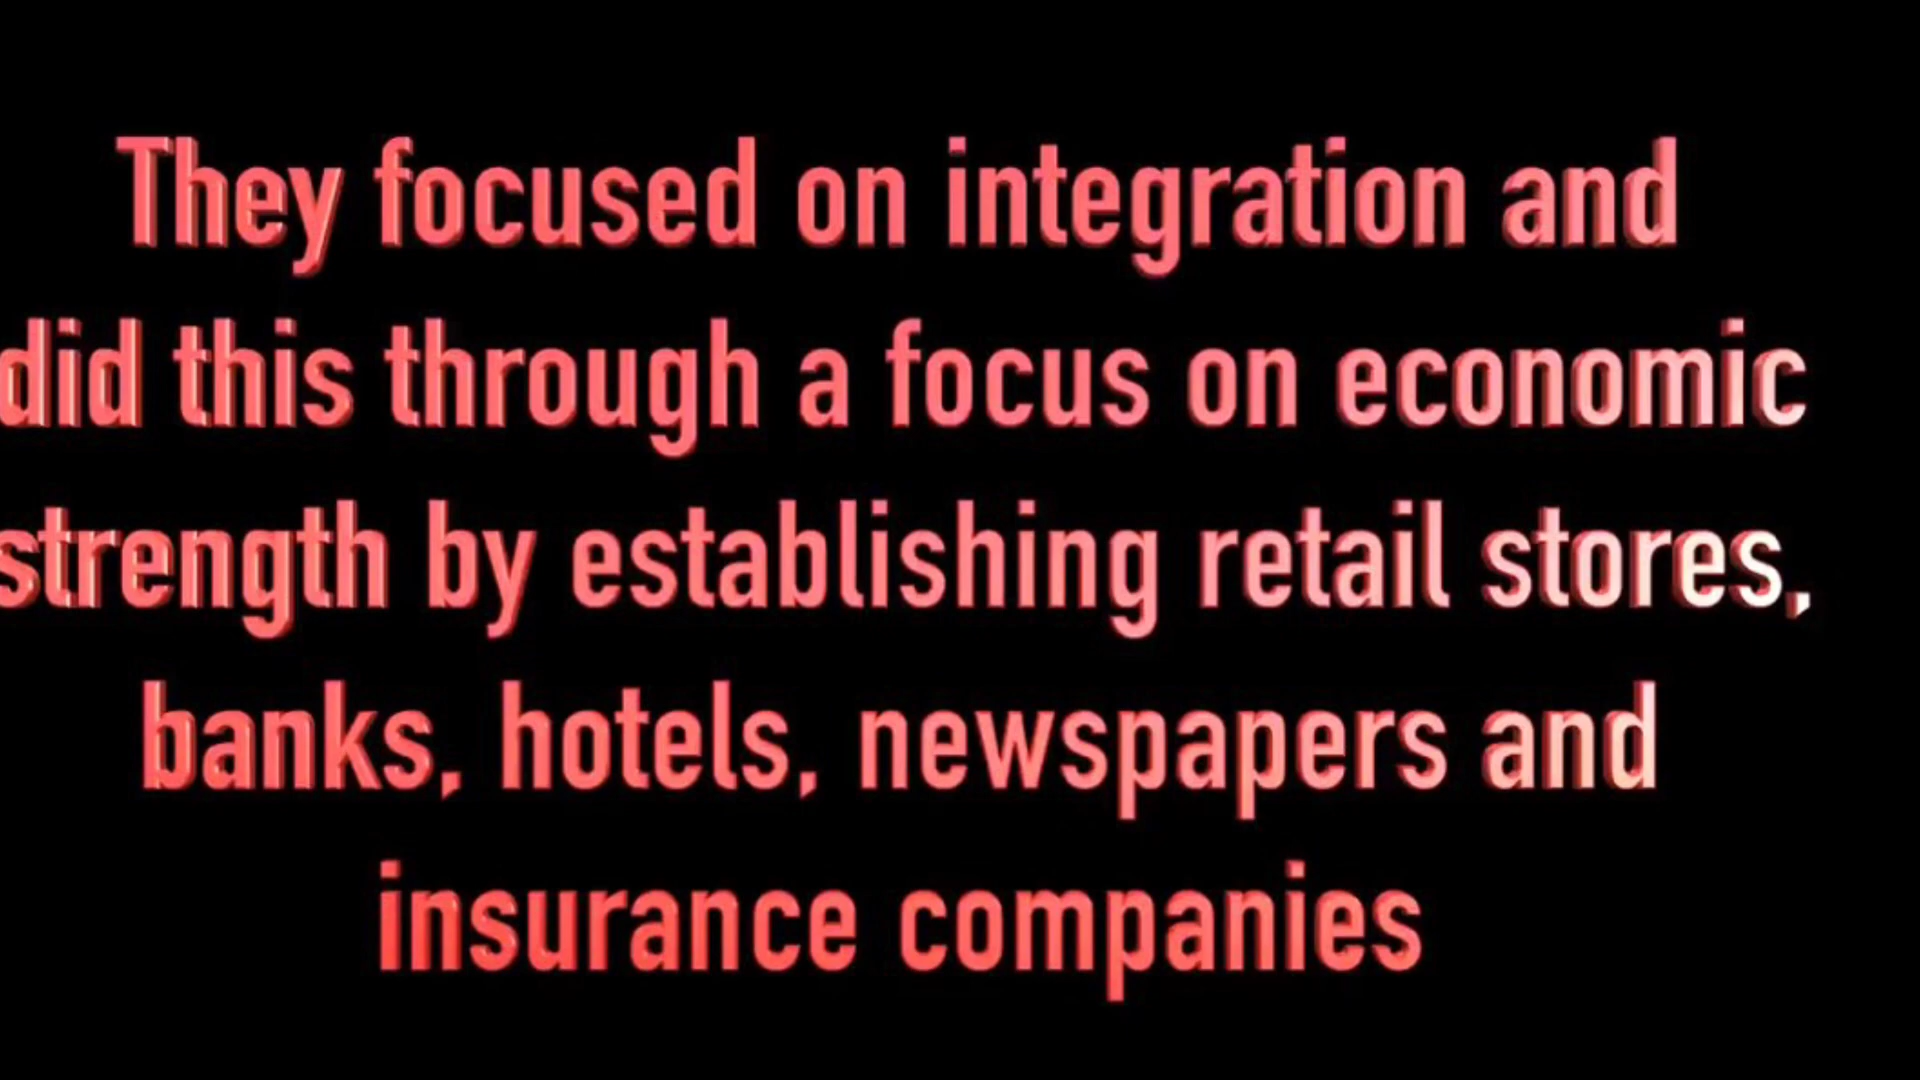 They focused on integration and
did this through a focus on economic
strength by establishing retail stores,
banks, hotels, newspapers and
insurance companies